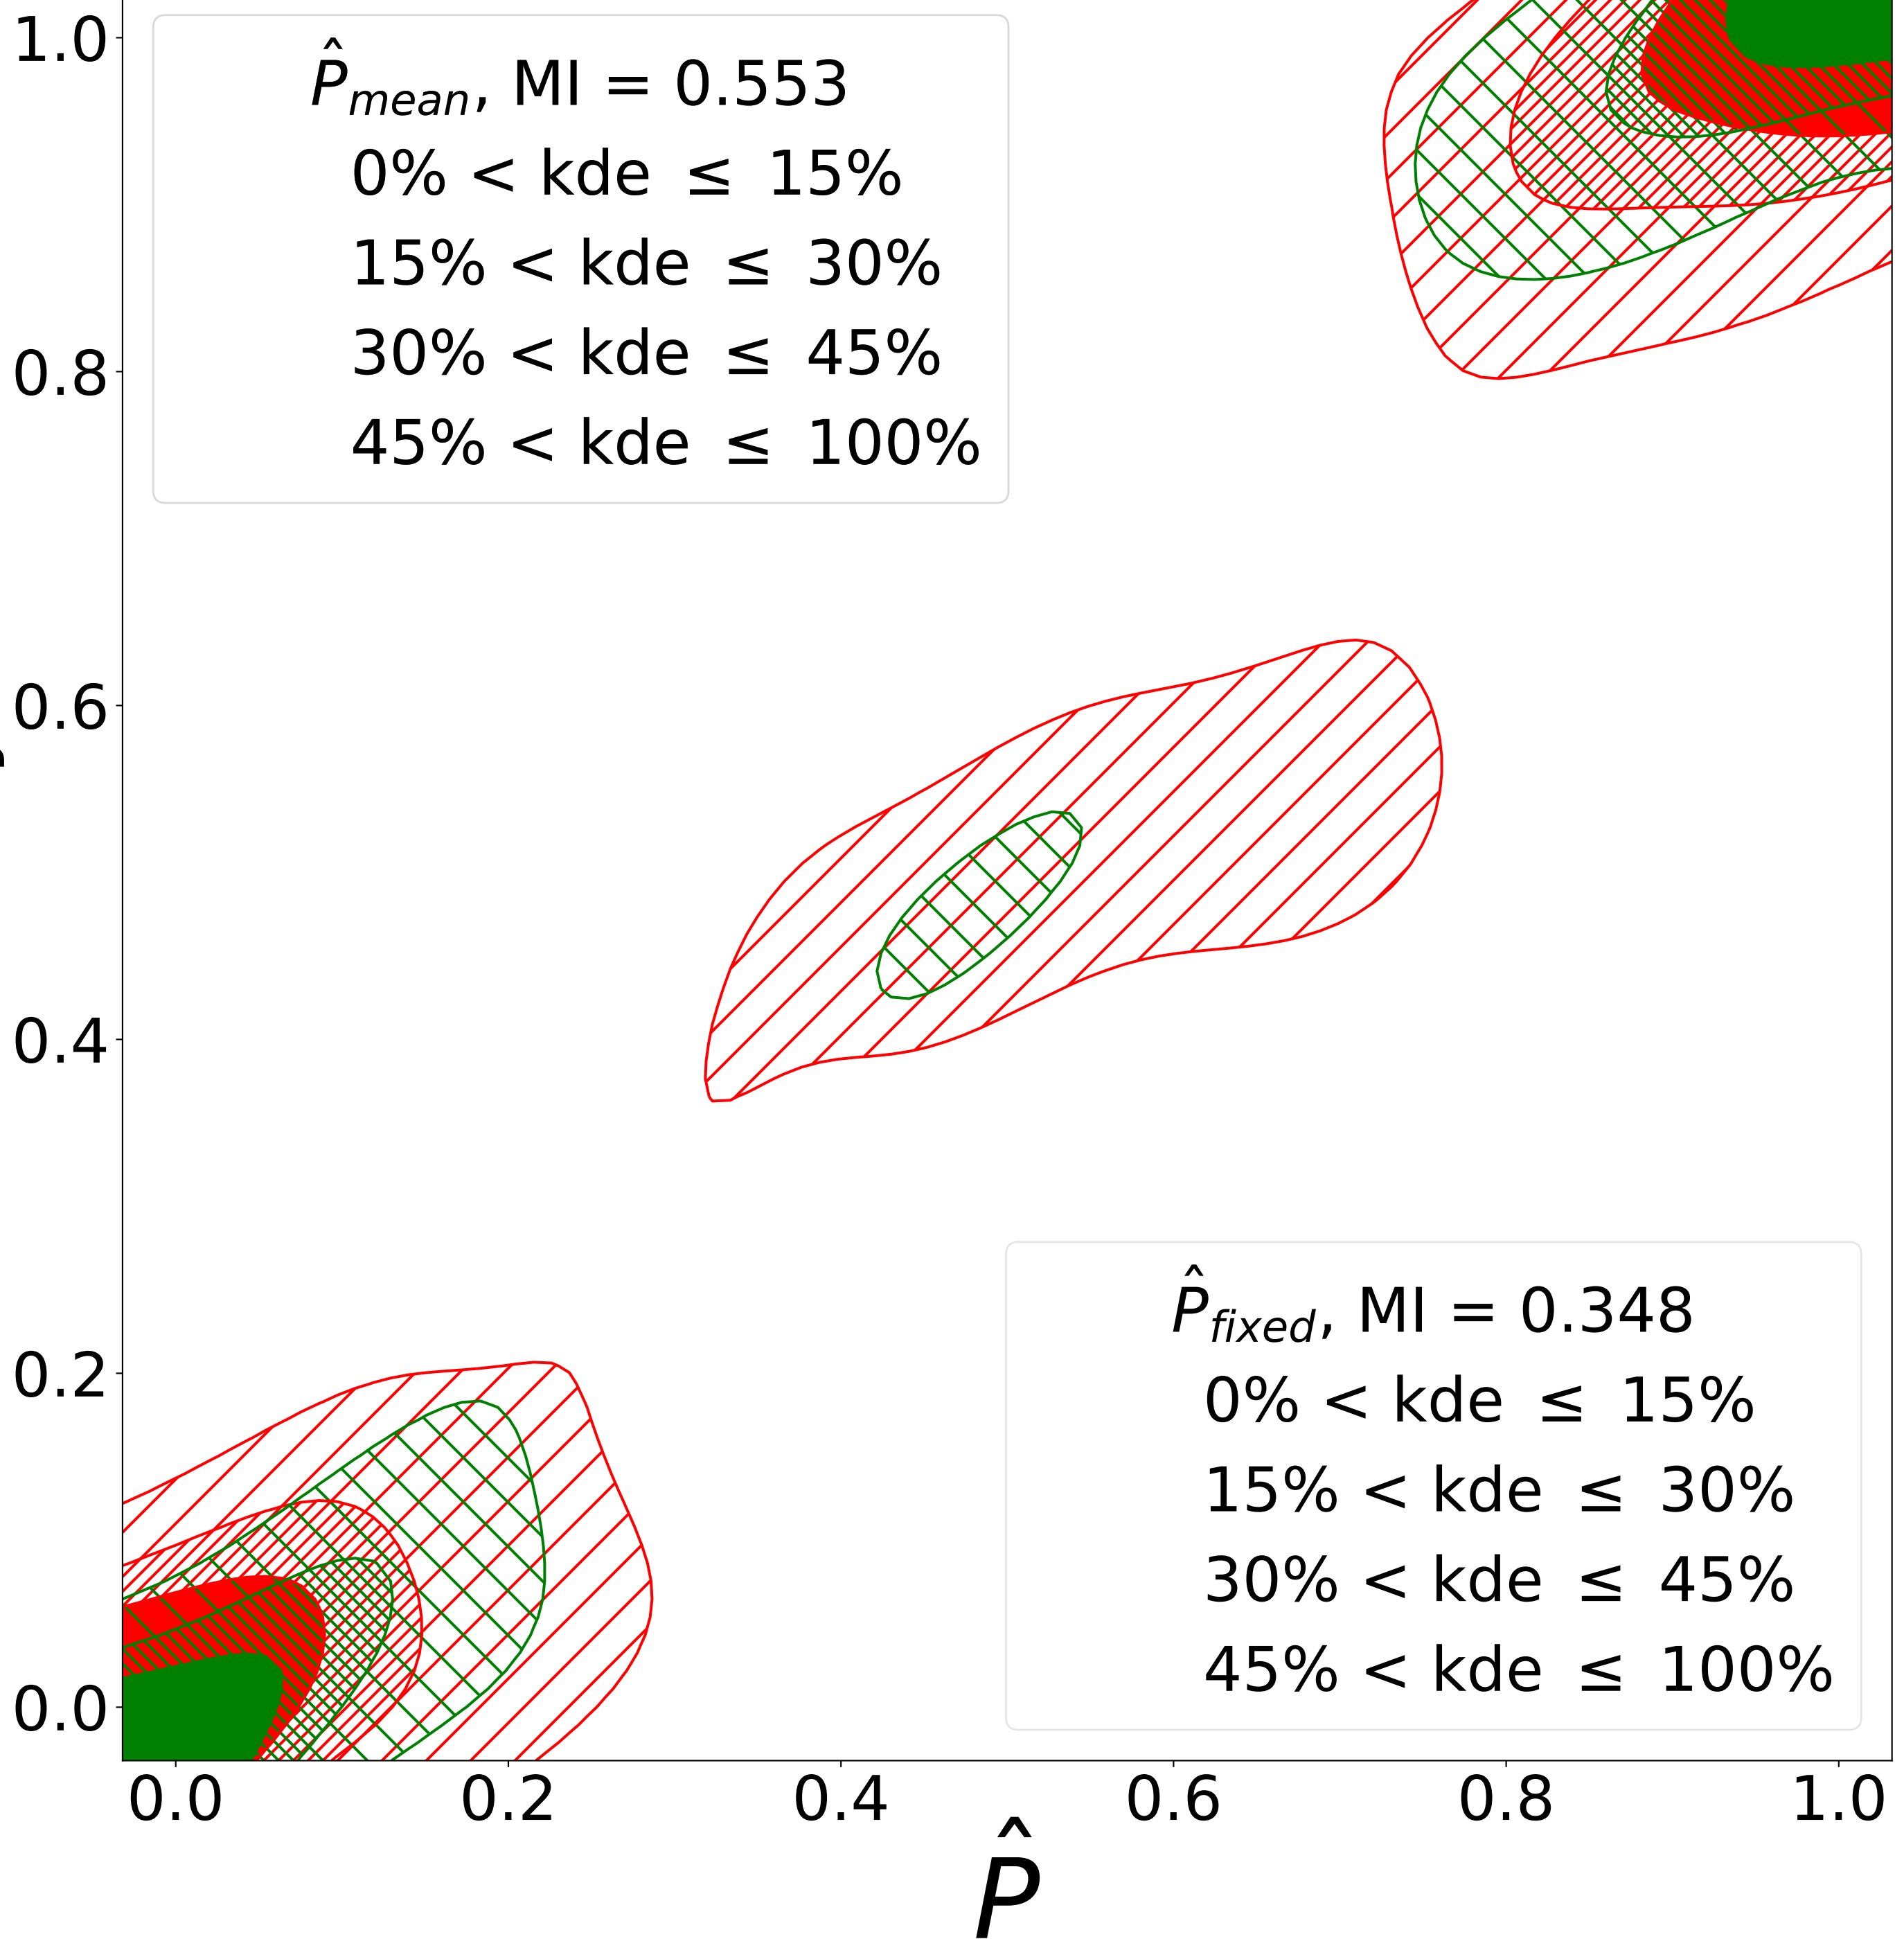 1.0
0.8
0.6
0.4
0.2
0.0
P̂mean, MI = 0.553
0% < kde ≤ 15%
15% < kde ≤ 30%
30% < kde ≤ 45%
45% < kde ≤ 100%
P̂fixed, MI = 0.348
0% < kde ≤ 15%
15% < kde ≤ 30%
30% < kde ≤ 45%
45% < kde ≤ 100%
0.0 0.2 0.4 0.6 0.8 1.0
P̂